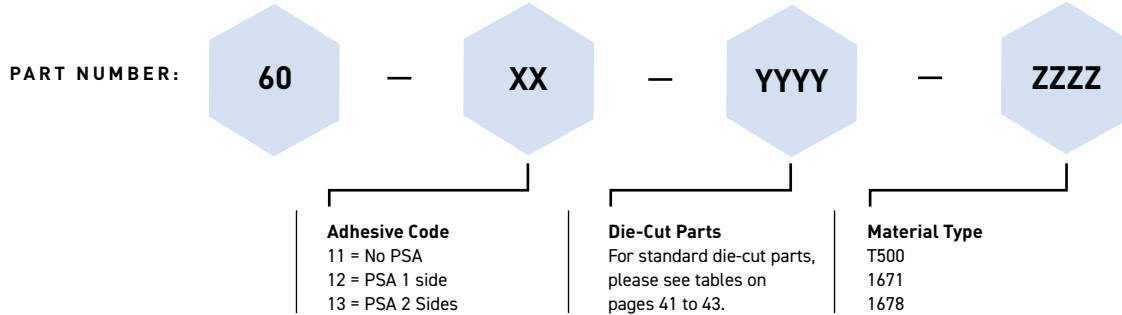 PART NUMBER: 60 — XX — YYYY — ZZZZ
Adhesive Code
11 = No PSA
12 = PSA 1 side
13 = PSA 2 Sides
Die-Cut Parts
For standard die-cut parts,
please see tables on
pages 41 to 43.
Material Type
T500
1671
1678